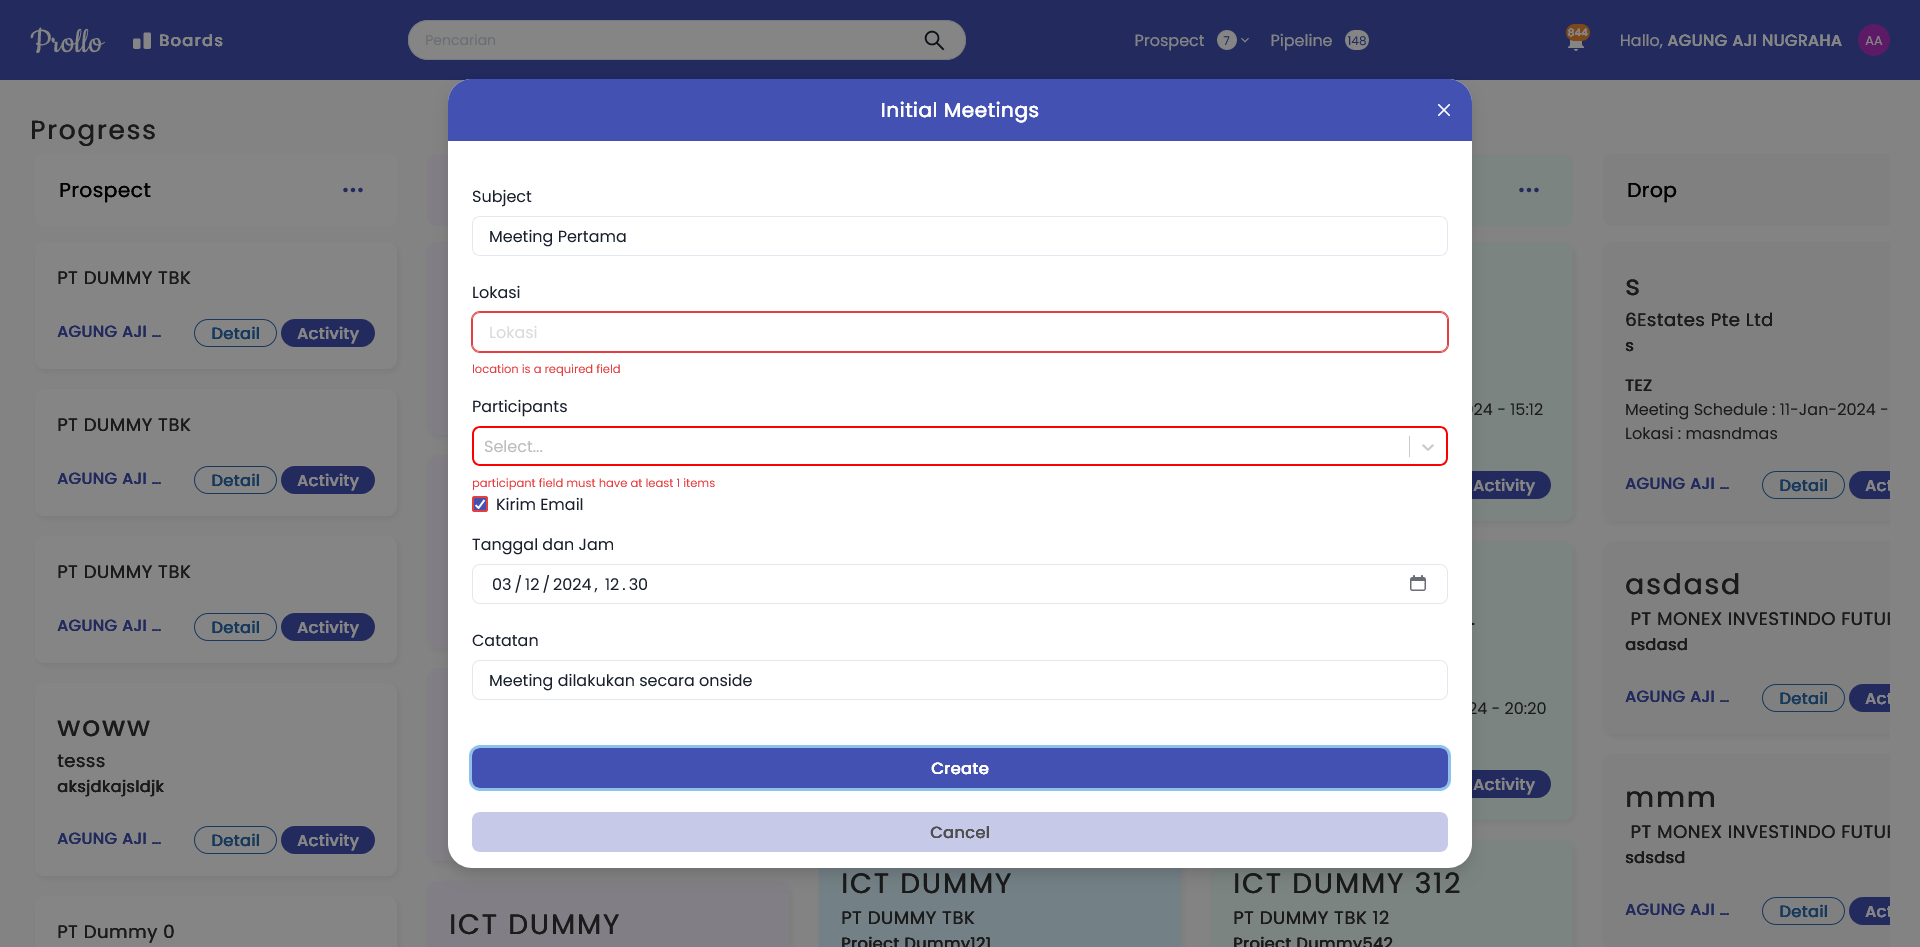 Prollo
Boards
Pencarian
Prospect 7
Pipeline 148
844
Hallo, AGUNG AJI NUGRAHA
AA
Initial Meetings
Subject
Meeting Pertama
Lokasi
Lokasi
location is a required field
Participants
Select...
participant field must have at least 1 items
Kirim Email
Tanggal dan Jam
03/12/2024, 12.30
Catatan
Meeting dilakukan secara onside
Create
Cancel
Progress
Prospect
PT DUMMY TBK
AGUNG AJI ... Detail Activity
PT DUMMY TBK
AGUNG AJI ... Detail Activity
PT DUMMY TBK
AGUNG AJI ... Detail Activity
woww
tesss
aksjdkajsldjk
AGUNG AJI ... Detail Activity
PT Dummy 0
ICT DUMMY
ICT DUMMY
PT DUMMY TBK
Project Dummy121
24 - 15:12
Activity
24 - 20:20
Activity
ICT DUMMY 312
PT DUMMY TBK 12
Project Dummy542
Drop
s
6Estates Pte Ltd
s
TEZ
Meeting Schedule : 11-Jan-2024 -
Lokasi : masndmas
AGUNG AJI ... Detail Act
asdasd
PT MONEX INVESTINDO FUTU
asdasd
AGUNG AJI ... Detail Act
mmm
PT MONEX INVESTINDO FUTU
sdsdsd
AGUNG AJI ... Detail Act